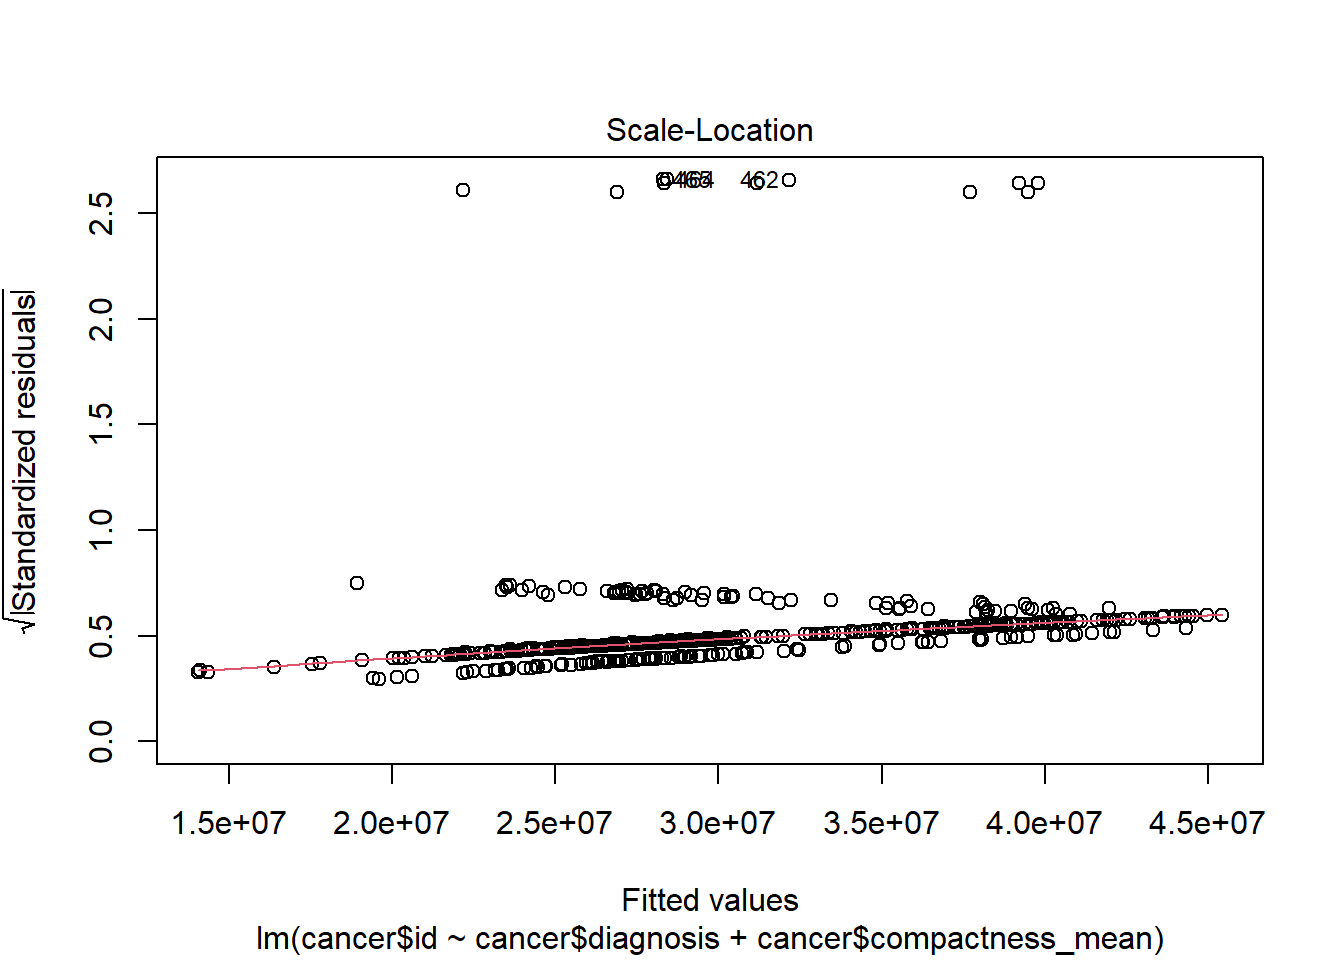 Scale-Location
√|Standardized residuals|
2.5
2.0
1.5
1.0
0.5
0.0
462
1.5e+07 2.0e+07 2.5e+07 3.0e+07 3.5e+07 4.0e+07 4.5e+07
Fitted values
lm(cancer$id ~ cancer$diagnosis + cancer$compactness_mean)